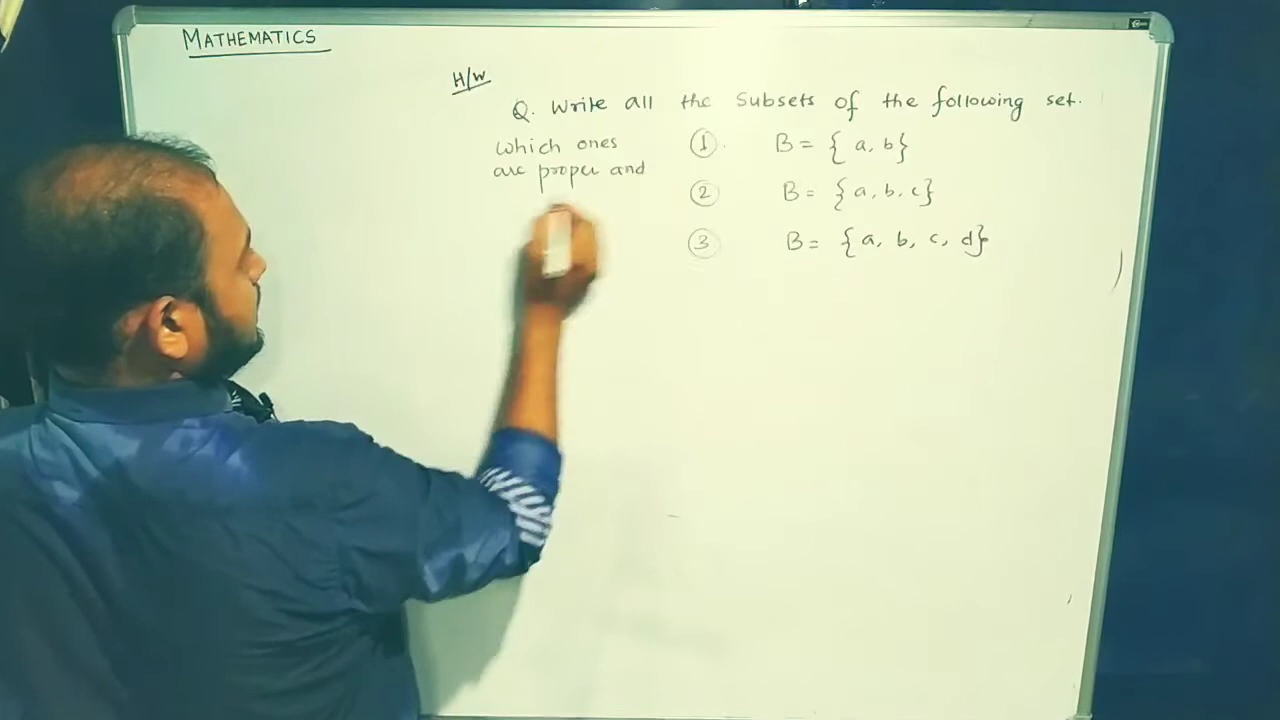 MATHEMATICS
H/W
Q. Write all the subsets of the following set.
which ones
are proper and
① B = { a, b}
② B = {a, b, c}
③ B = {a, b, c, d}